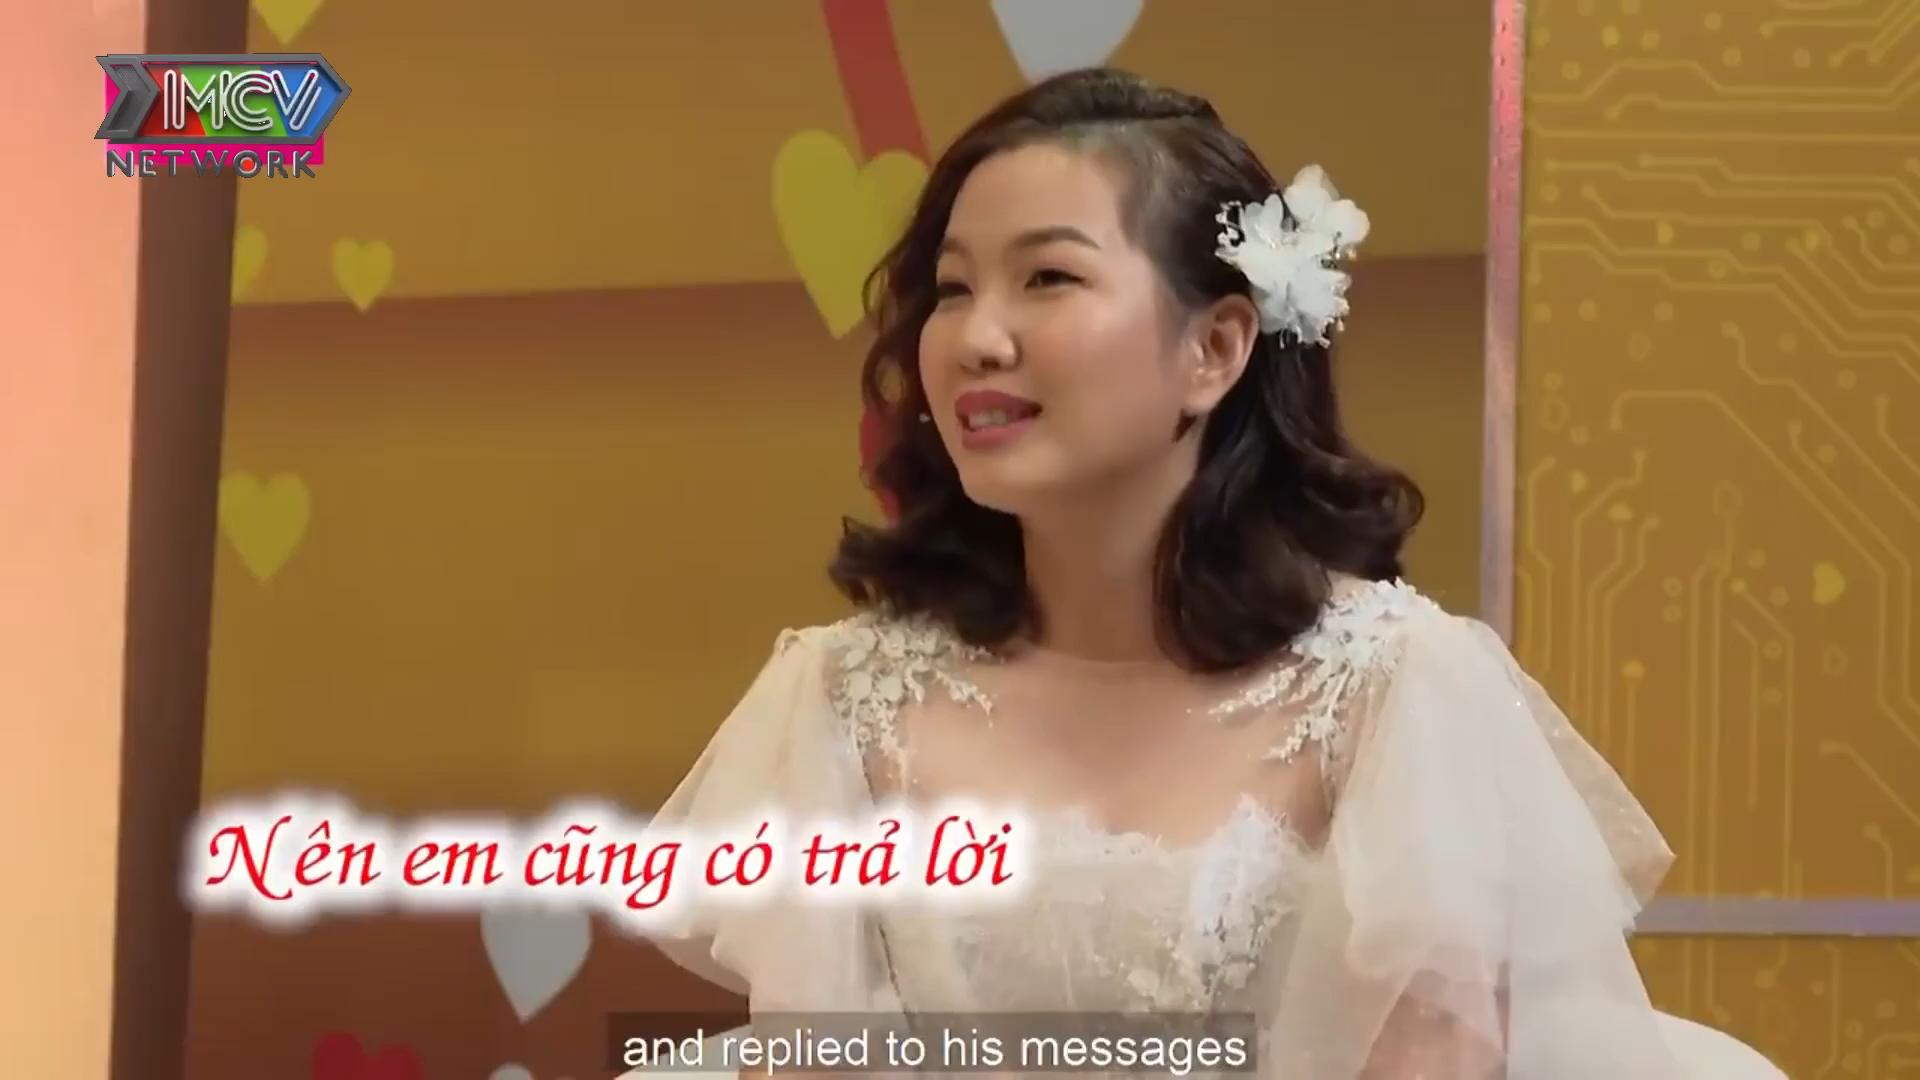 MCV
NETWORK
Nên em cũng có trả lời
and replied to his messages